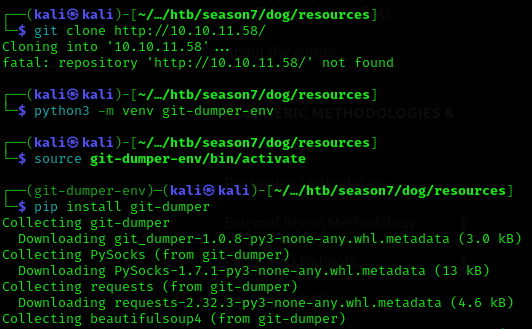 ┌──(kali㉿kali)-[~/…/htb/season7/dog/resources]
└─$ git clone http://10.10.11.58/
Cloning into '10.10.11.58'...
fatal: repository 'http://10.10.11.58/' not found
┌──(kali㉿kali)-[~/…/htb/season7/dog/resources]
└─$ python3 -m venv git-dumper-env
┌──(kali㉿kali)-[~/…/htb/season7/dog/resources]
└─$ source git-dumper-env/bin/activate
┌──(git-dumper-env)─(kali㉿kali)-[~/…/htb/season7/dog/resources]
└─$ pip install git-dumper
Collecting git-dumper
  Downloading git_dumper-1.0.8-py3-none-any.whl.metadata (3.0 kB)
Collecting PySocks (from git-dumper)
  Downloading PySocks-1.7.1-py3-none-any.whl.metadata (13 kB)
Collecting requests (from git-dumper)
  Downloading requests-2.32.3-py3-none-any.whl.metadata (4.6 kB)
Collecting beautifulsoup4 (from git-dumper)